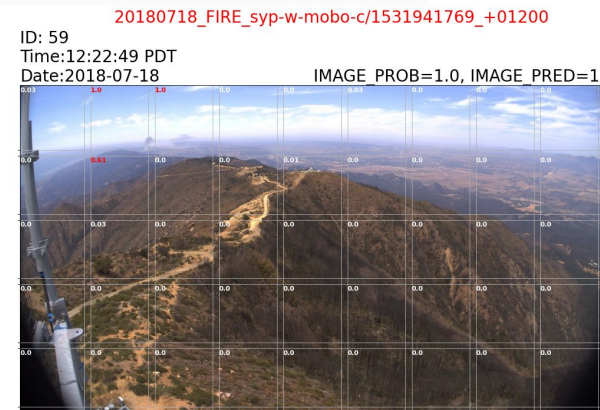 20180718_FIRE_syp-w-mobo-c/1531941769_+01200
ID: 59
Time:12:22:49 PDT
Date:2018-07-18 IMAGE_PROB=1.0, IMAGE_PRED=1
0.03 1.0 1.0 0.0 0.0 0.03 0.0 0.0 0.0
0.0 0.61 0.0 0.0 0.01 0.0 0.0 0.0 0.0
0.0 0.03 0.0 0.0 0.0 0.0 0.0 0.0
0.0 0.0 0.0 0.0 0.0 0.0 0.0 0.0 0.0
0.0 0.0 0.0 0.0 0.0 0.0 0.0 0.0 0.0